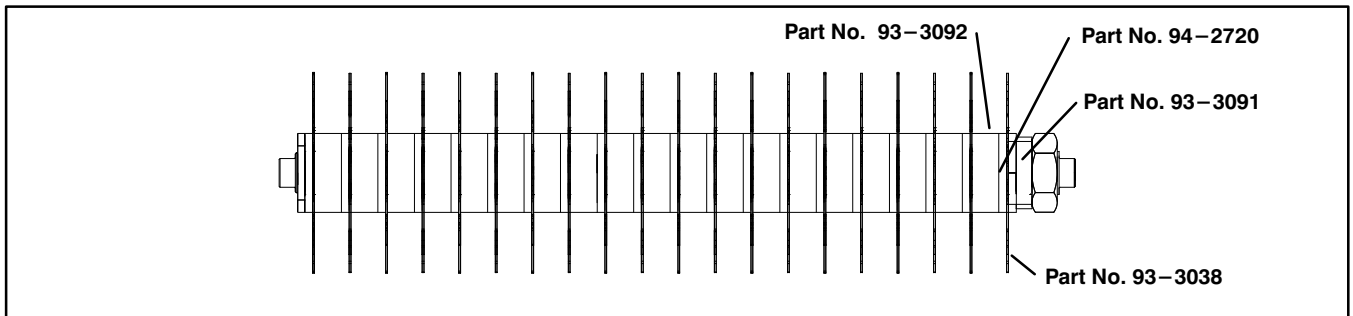 Part No.  93–3092
Part No. 94–2720
Part No. 93–3091
Part No. 93–3038